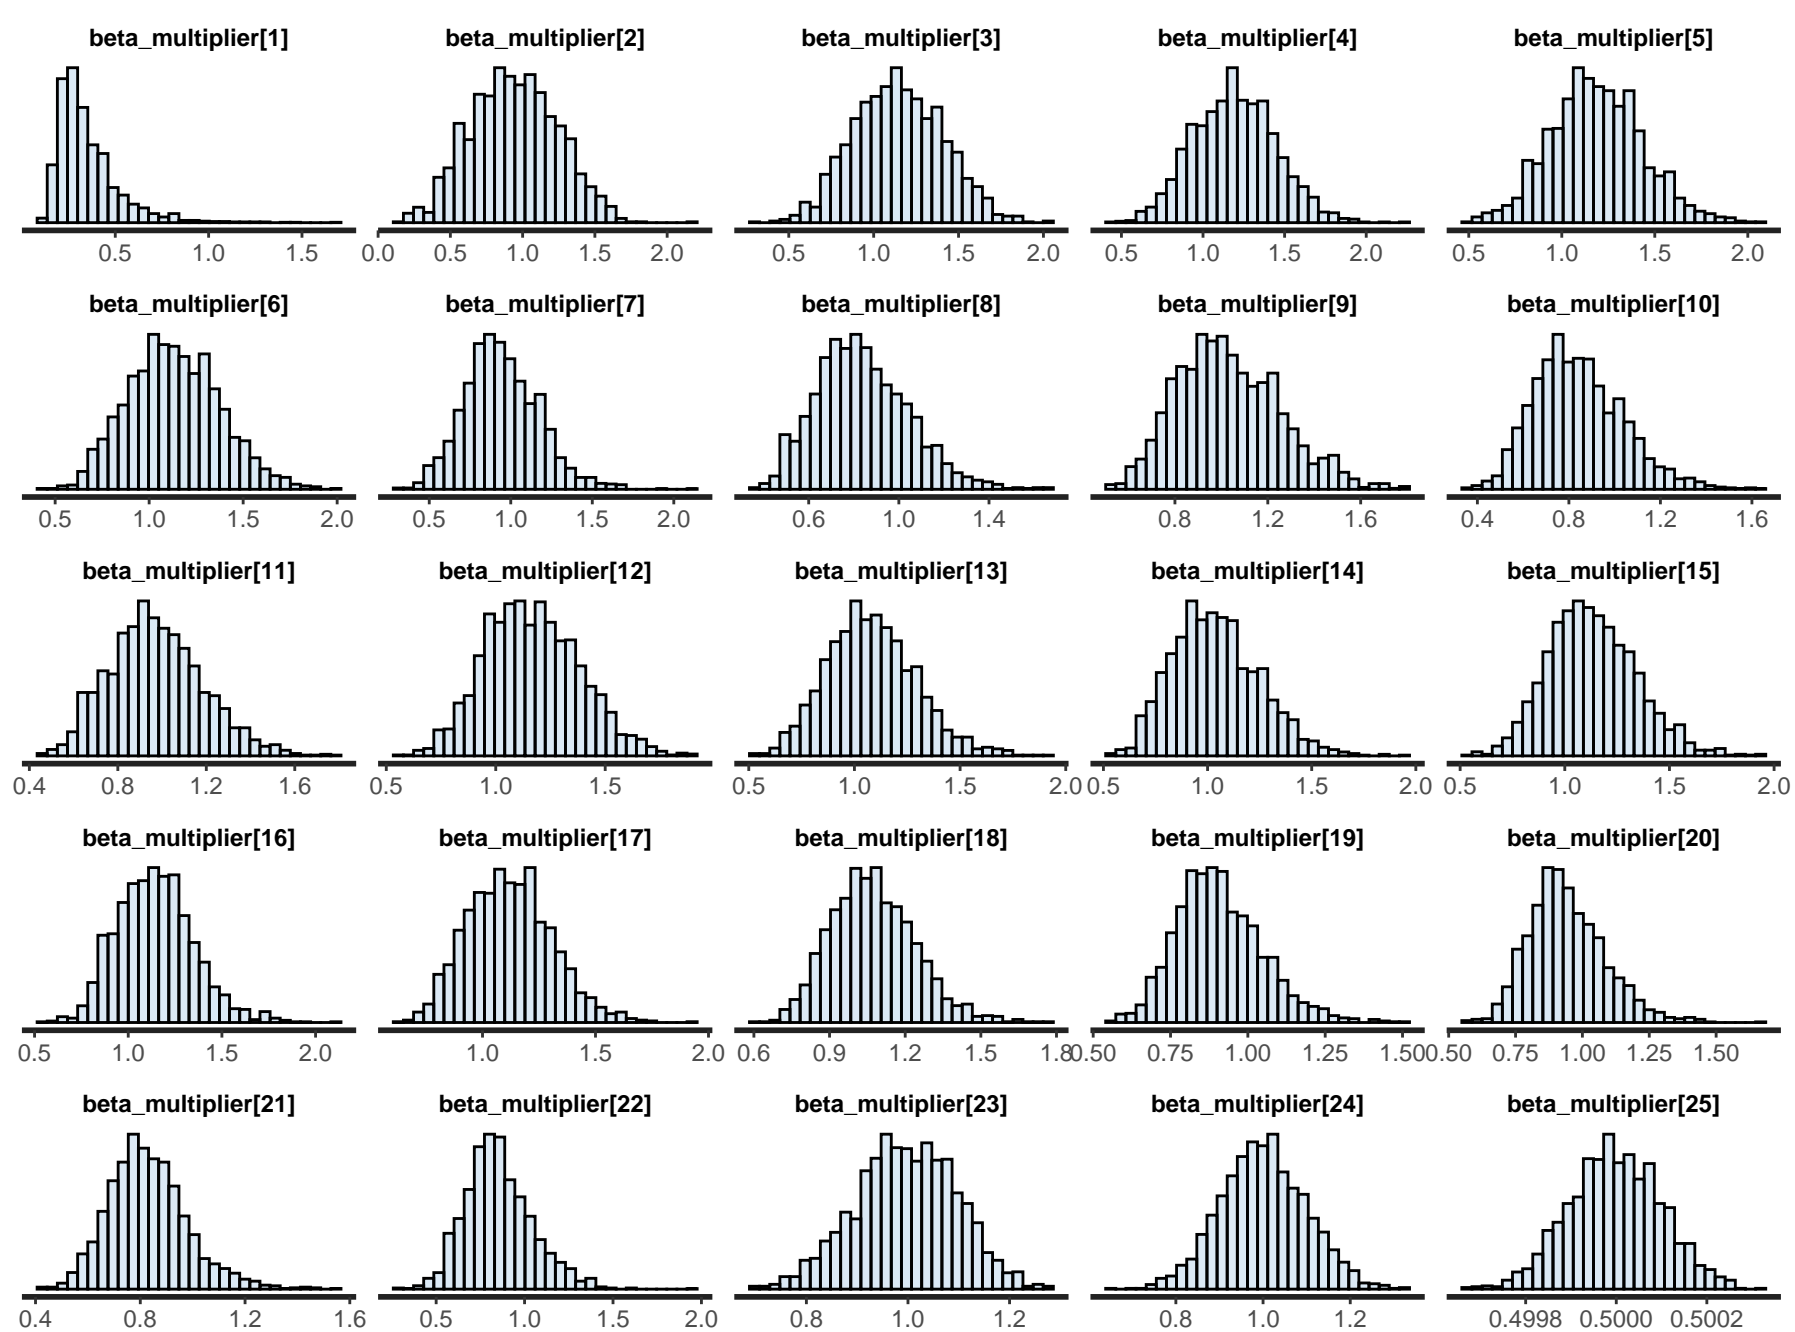 beta_multiplier[1] beta_multiplier[2] beta_multiplier[3] beta_multiplier[4] beta_multiplier[5]
0.5 1.0 1.5 0.0 0.5 1.0 1.5 2.0 0.5 1.0 1.5 2.0 0.5 1.0 1.5 2.0 0.5 1.0 1.5 2.0
beta_multiplier[6] beta_multiplier[7] beta_multiplier[8] beta_multiplier[9] beta_multiplier[10]
0.5 1.0 1.5 2.0 0.5 1.0 1.5 2.0 0.6 1.0 1.4 0.8 1.2 1.6 0.4 0.8 1.2 1.6
beta_multiplier[11] beta_multiplier[12] beta_multiplier[13] beta_multiplier[14] beta_multiplier[15]
0.4 0.8 1.2 1.6 0.5 1.0 1.5 0.5 1.0 1.5 2.0 0.5 1.0 1.5 2.0 0.5 1.0 1.5 2.0
beta_multiplier[16] beta_multiplier[17] beta_multiplier[18] beta_multiplier[19] beta_multiplier[20]
0.5 1.0 1.5 2.0 1.0 1.5 2.0 0.6 0.9 1.2 1.5 1.8 0.50 0.75 1.00 1.25 1.50 0.50 0.75 1.00 1.25 1.50
beta_multiplier[21] beta_multiplier[22] beta_multiplier[23] beta_multiplier[24] beta_multiplier[25]
0.4 0.8 1.2 1.6 0.5 1.0 1.5 2.0 0.8 1.0 1.2 0.8 1.0 1.2 0.4998 0.5000 0.5002